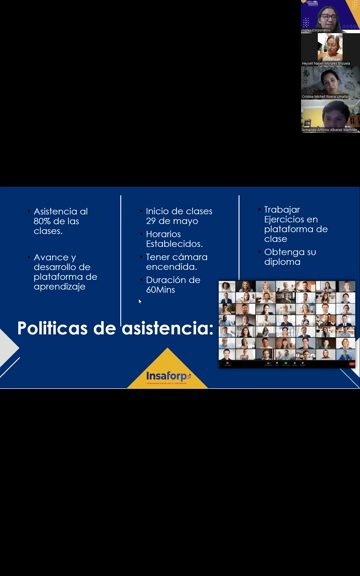 Asistencia al
80% de las
clases.
Avance y
desarrollo de
plataforma de
aprendizaje
Inicio de clases
29 de mayo
Horarios
Establecidos.
Tener cámara
encendida.
Duración de
60Mins
Trabajar
Ejercicios en
plataforma de
clase
Obtenga su
diploma
Politicas de asistencia:
Insaforp